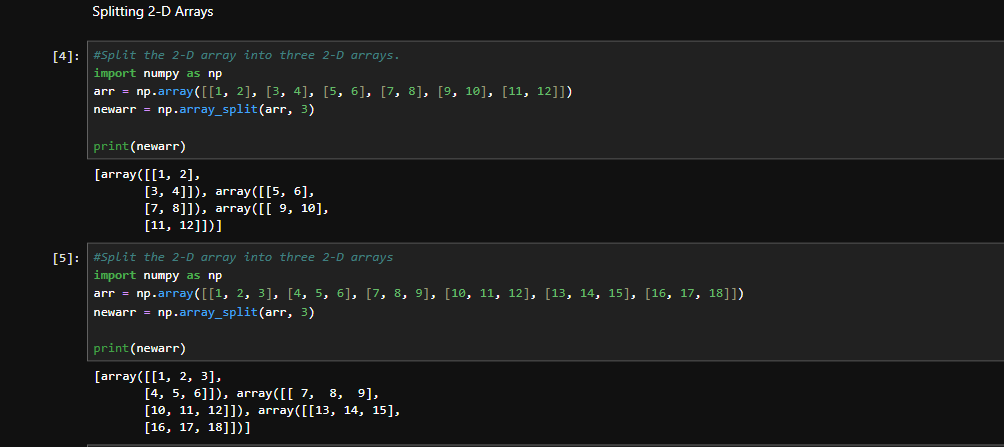 Splitting 2-D Arrays
[4]: #Split the 2-D array into three 2-D arrays.
import numpy as np
arr = np.array([[1, 2], [3, 4], [5, 6], [7, 8], [9, 10], [11, 12]])
newarr = np.array_split(arr, 3)
print(newarr)
[array([[1, 2],
       [3, 4]]), array([[5, 6],
       [7, 8]]), array([[ 9, 10],
       [11, 12]])]
[5]: #Split the 2-D array into three 2-D arrays
import numpy as np
arr = np.array([[1, 2, 3], [4, 5, 6], [7, 8, 9], [10, 11, 12], [13, 14, 15], [16, 17, 18]])
newarr = np.array_split(arr, 3)
print(newarr)
[array([[1, 2, 3],
       [4, 5, 6]]), array([[ 7,  8,  9],
       [10, 11, 12]]), array([[13, 14, 15],
       [16, 17, 18]])]